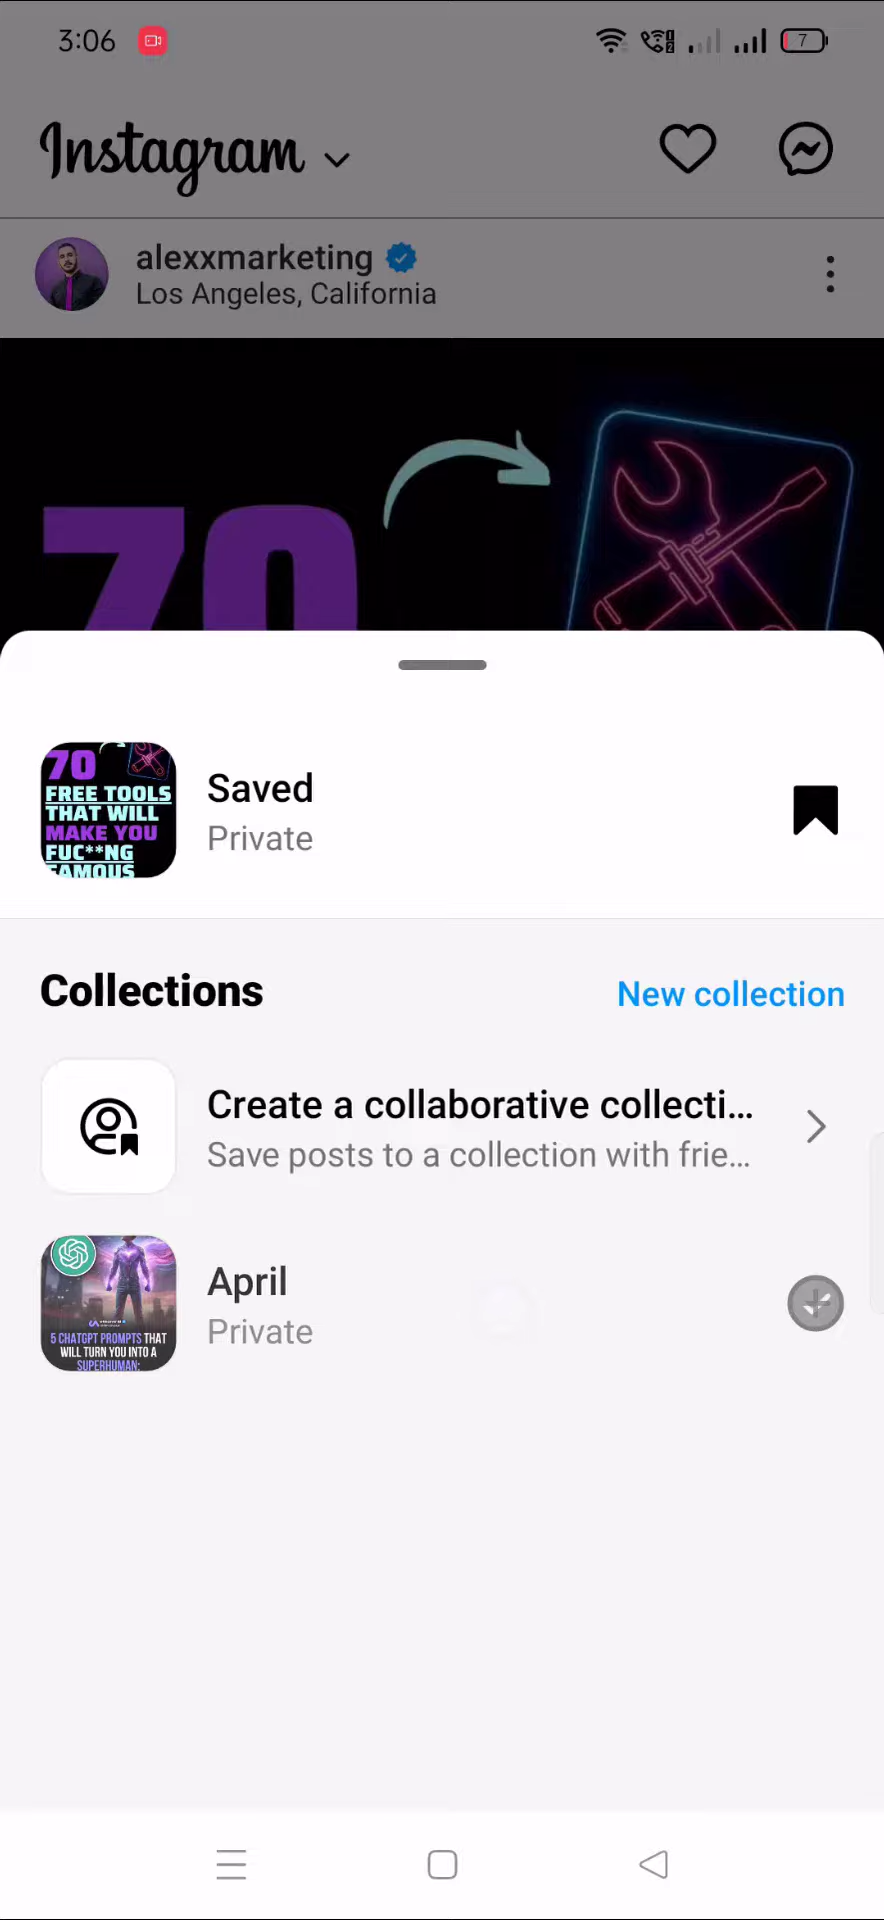 3:06
7
Instagram
alexxmarketing
Los Angeles, California
70
70
FREE TOOLS
THAT WILL
MAKE YOU
FUC**NG
FAMOUS
Saved
Private
Collections
New collection
Create a collaborative collecti...
Save posts to a collection with frie...
5 CHATGPT PROMPTS THAT
WILL TURN YOU INTO A
SUPERHUMAN:
April
Private